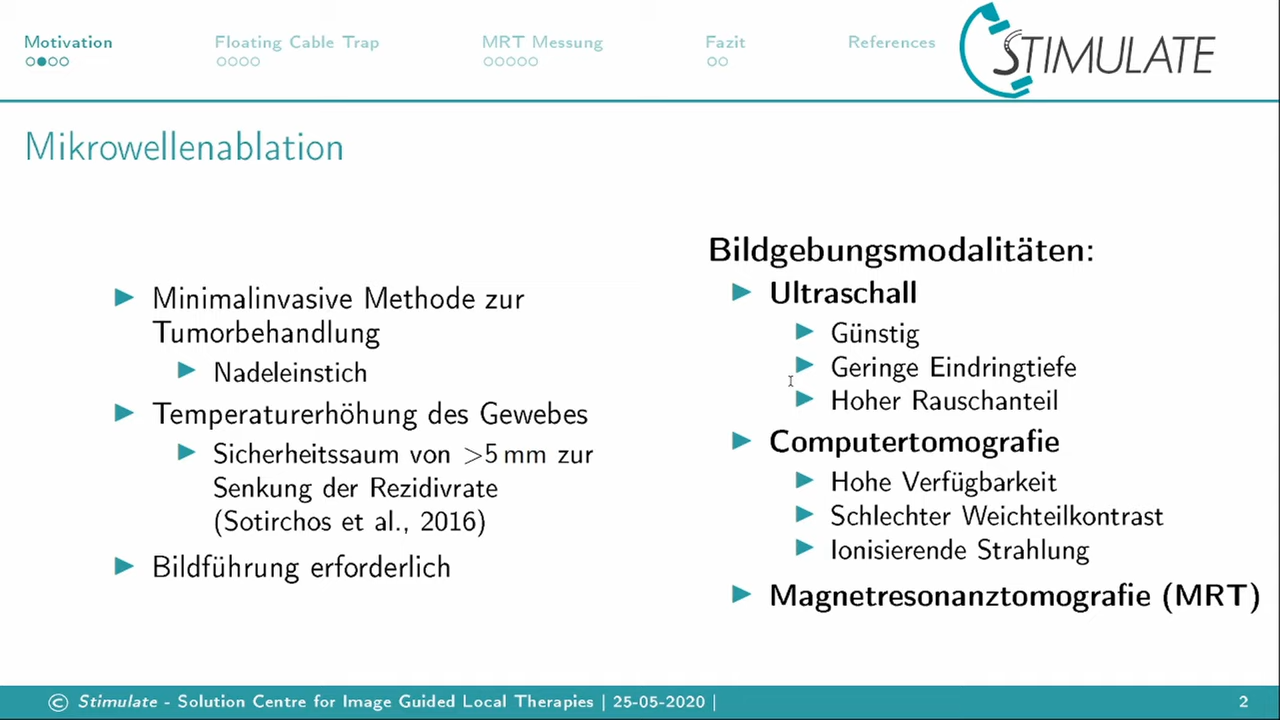 Motivation
Floating Cable Trap
MRT Messung
Fazit
References
STIMULATE
Mikrowellenablation
Minimalinvasive Methode zur
Tumorbehandlung
Nadeleinstich
Temperaturerhöhung des Gewebes
Sicherheitssaum von >5 mm zur
Senkung der Rezidivrate
(Sotirchos et al., 2016)
Bildführung erforderlich
Bildgebungsmodalitäten:
Ultraschall
Günstig
Geringe Eindringtiefe
Hoher Rauschanteil
Computertomografie
Hohe Verfügbarkeit
Schlechter Weichteilkontrast
Ionisierende Strahlung
Magnetresonanztomografie (MRT)
© Stimulate - Solution Centre for Image Guided Local Therapies | 25-05-2020 |
2